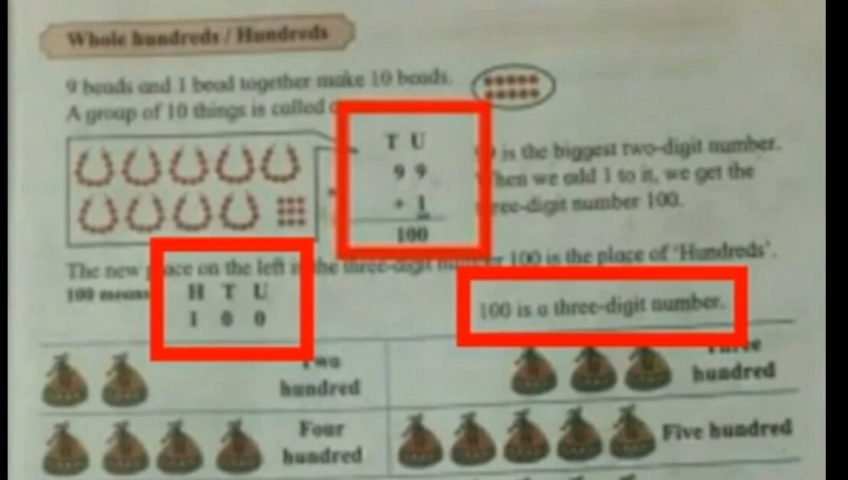 Whole hundreds / Hundreds
9 beads and 1 bead together make 10 beads.
A group of 10 things is called
T U
9 9
+ 1
100
is the biggest two-digit number.
hen we add 1 to it, we get the
ree-digit number 100.
The new place on the left in the three-digit number 100 is the place of 'Hundreds'.
100 means
H T U
1 0 0
100 is a three-digit number.
Two hundred
Three hundred
Four hundred
Five hundred